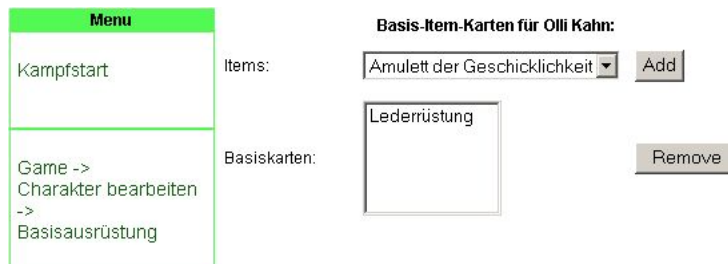 Menu
Kampfstart
Game ->
Charakter bearbeiten
->
Basisausrüstung
Basis-Item-Karten für Olli Kahn:
Items:
Amulett der Geschicklichkeit
Add
Basiskarten:
Lederrüstung
Remove